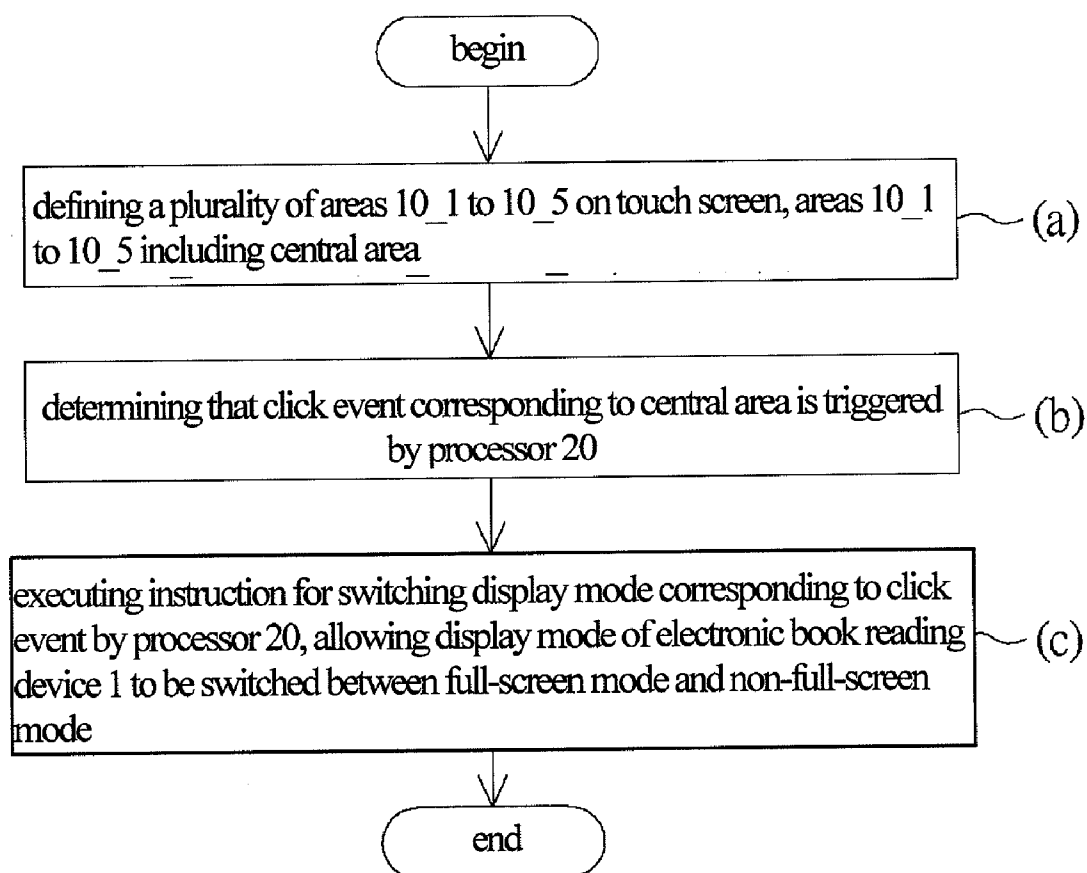 begin
defining a plurality of areas 10_1 to 10_5 on touch screen, areas 10_1
to 10_5 including central area
(a)
determining that click event corresponding to central area is triggered
by processor 20
(b)
executing instruction for switching display mode corresponding to click
event by processor 20, allowing display mode of electronic book reading
device 1 to be switched between full-screen mode and non-full-screen
mode
(c)
end